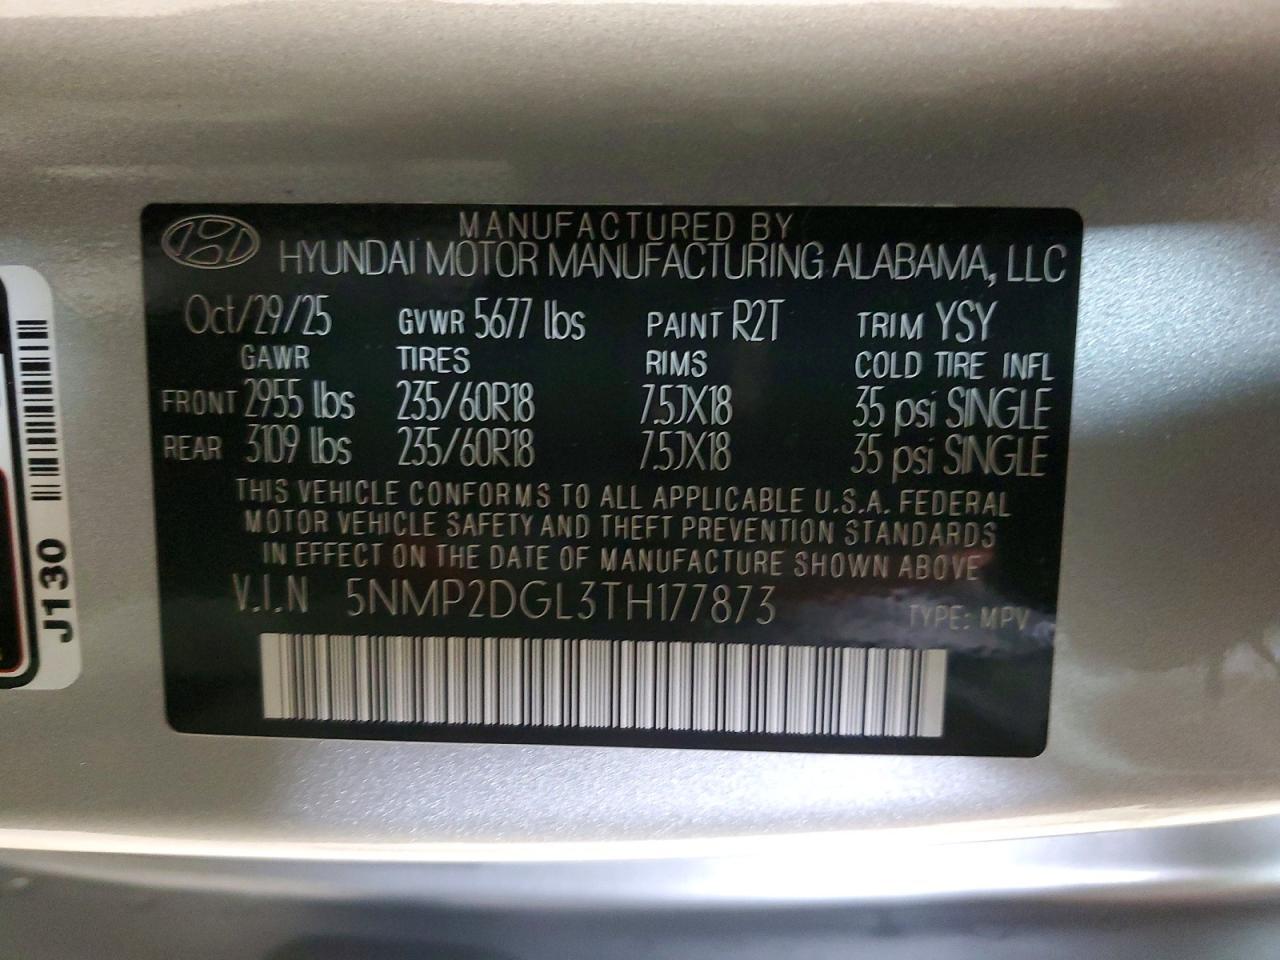 MANUFACTURED BY
HYUNDAI MOTOR MANUFACTURING ALABAMA, LLC
Oct/29/25 GVWR 5677 lbs PAINT R2T TRIM YSY
GAWR TIRES RIMS COLD TIRE INFL
FRONT 2955 lbs 235/60R18 7.5JX18 35 psi SINGLE
REAR 3109 lbs 235/60R18 7.5JX18 35 psi SINGLE
THIS VEHICLE CONFORMS TO ALL APPLICABLE U.S.A. FEDERAL
MOTOR VEHICLE SAFETY AND THEFT PREVENTION STANDARDS
IN EFFECT ON THE DATE OF MANUFACTURE SHOWN ABOVE
V.I.N 5NMP2DGL3TH177873 TYPE: MPV
J130